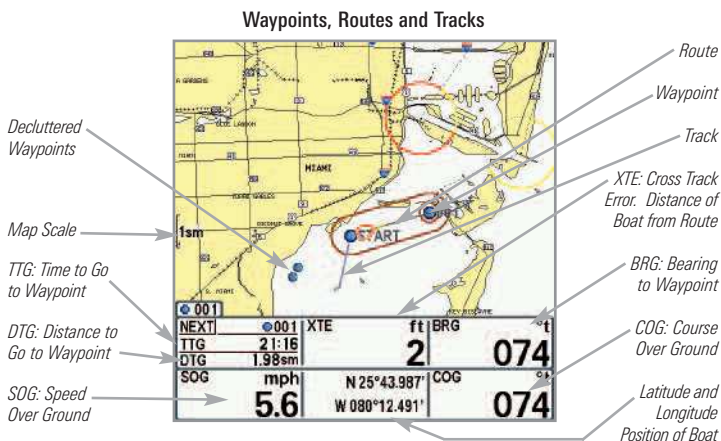 Waypoints, Routes and Tracks
Decluttered
Waypoints
Map Scale
TTG: Time to Go
to Waypoint
DTG: Distance to
Go to Waypoint
SOG: Speed
Over Ground
MIAMI
START
1sm
001
NEXT 001
TTG 21:16
DTG 1.98sm
XTE ft
2
BRG °t
074
SOG mph
5.6
N 25°43.987'
W 080°12.491'
COG °t
074
Route
Waypoint
Track
XTE: Cross Track
Error. Distance of
Boat from Route
BRG: Bearing
to Waypoint
COG: Course
Over Ground
Latitude and
Longitude
Position of Boat